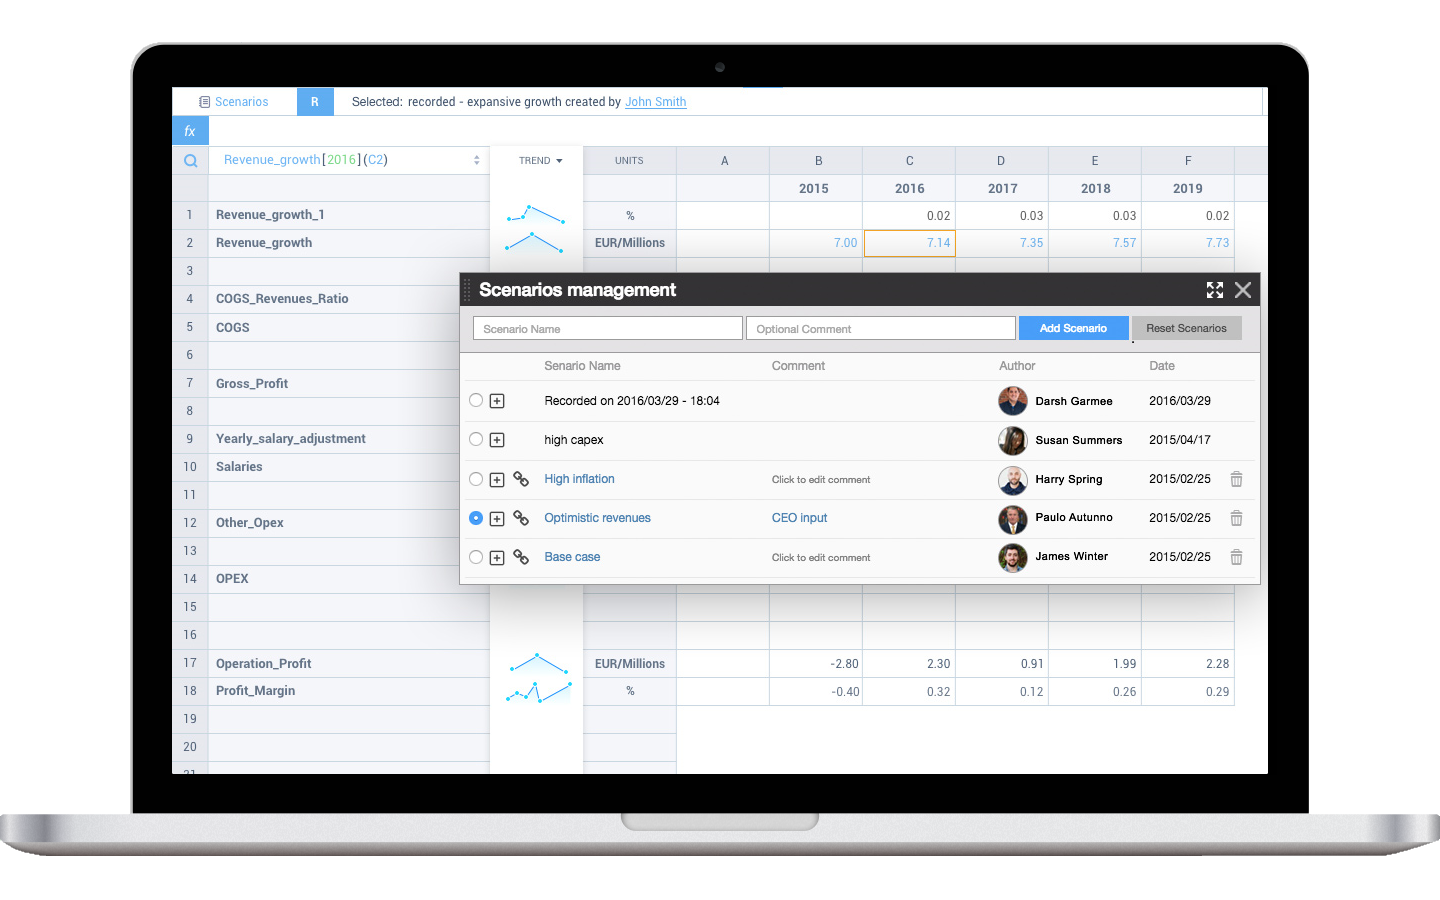 Scenarios R Selected: recorded - expansive growth created by John Smith
fx
Revenue_growth[2016](C2) TREND UNITS A B C D E F
2015 2016 2017 2018 2019
1 Revenue_growth_1 % 0.02 0.03 0.03 0.02
2 Revenue_growth EUR/Millions 7.00 7.14 7.35 7.57 7.73
3
4 COGS_Revenues_Ratio
5 COGS
6
7 Gross_Profit
8
9 Yearly_salary_adjustment
10 Salaries
11
12 Other_Opex
13
14 OPEX
15
16
17 Operation_Profit EUR/Millions -2.80 2.30 0.91 1.99 2.28
18 Profit_Margin % -0.40 0.32 0.12 0.26 0.29
19
20
21
Scenarios management
Scenario Name Optional Comment Add Scenario Reset Scenarios
Senario Name Comment Author Date
Recorded on 2016/03/29 - 18:04 Darsh Garmee 2016/03/29
high capex Susan Summers 2015/04/17
High inflation Click to edit comment Harry Spring 2015/02/25
Optimistic revenues CEO input Paulo Autunno 2015/02/25
Base case Click to edit comment James Winter 2015/02/25